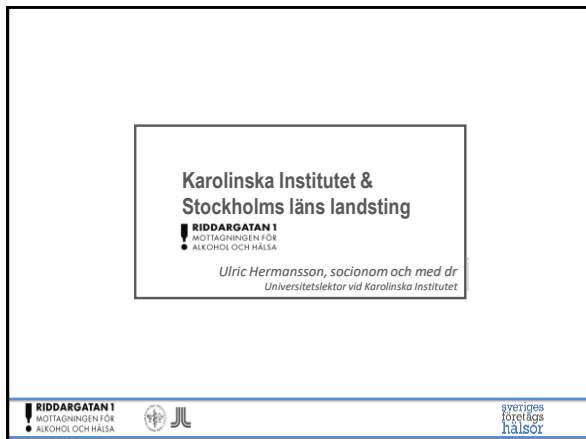 Karolinska Institutet &
Stockholms läns landsting
RIDDARGATAN 1
MOTTAGNINGEN FÖR
ALKOHOL OCH HÄLSA
Ulric Hermansson, socionom och med dr
Universitetslektor vid Karolinska Institutet
RIDDARGATAN 1
MOTTAGNINGEN FÖR
ALKOHOL OCH HÄLSA
sveriges
företags
hälsor